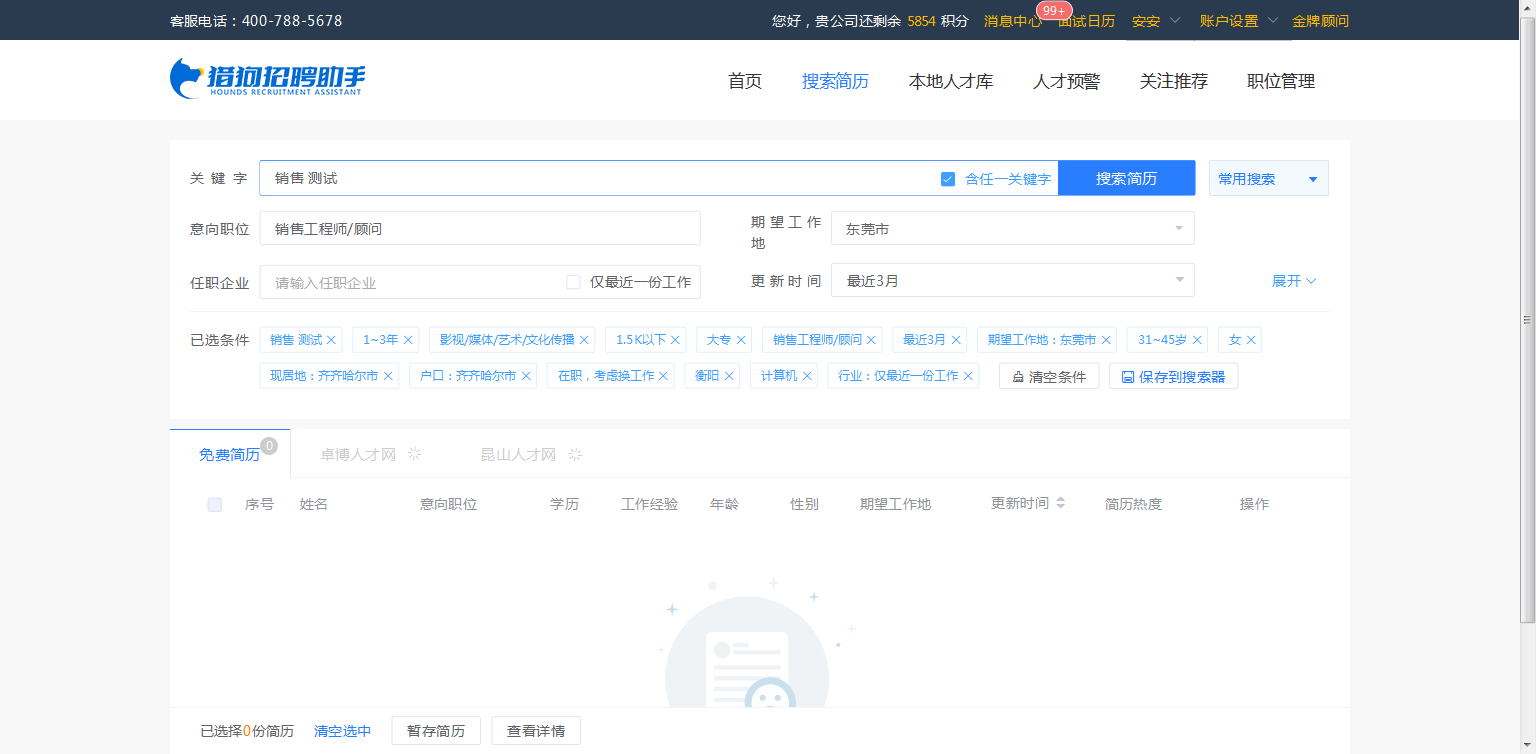 客服电话：400-788-5678 您好，贵公司还剩余 5854 积分 消息中心 99+ 面试日历 安安 账户设置 金牌顾问
猎狗招聘助手
HOUNDS RECRUITMENT ASSISTANT
首页 搜索简历 本地人才库 人才预警 关注推荐 职位管理
关键字 销售 测试 含任一关键字 搜索简历 常用搜索
意向职位 销售工程师/顾问 期望工作地 东莞市
任职企业 请输入任职企业 仅最近一份工作 更新时间 最近3月 展开
已选条件 销售 测试 1~3年 影视/媒体/艺术/文化传播 1.5K以下 大专 销售工程师/顾问 最近3月 期望工作地：东莞市 31~45岁 女
现居地：齐齐哈尔市 户口：齐齐哈尔市 在职，考虑换工作 衡阳 计算机 行业：仅最近一份工作 清空条件 保存到搜索器
免费简历 0 卓博人才网 昆山人才网
序号 姓名 意向职位 学历 工作经验 年龄 性别 期望工作地 更新时间 简历热度 操作
已选择0份简历 清空选中 暂存简历 查看详情